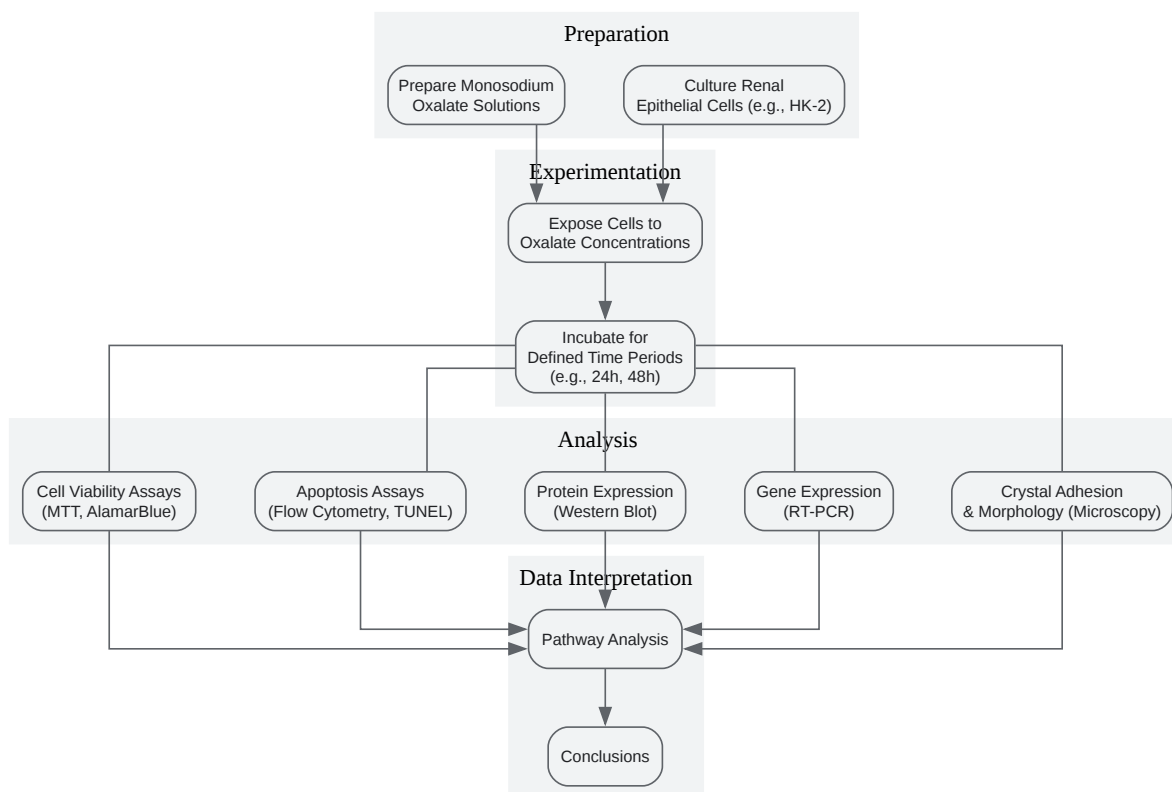 Preparation
Prepare Monosodium
Oxalate Solutions
Culture Renal
Epithelial Cells (e.g., HK-2)
Experimentation
Expose Cells to
Oxalate Concentrations
Incubate for
Defined Time Periods
(e.g., 24h, 48h)
Analysis
Cell Viability Assays
(MTT, AlamarBlue)
Apoptosis Assays
(Flow Cytometry, TUNEL)
Protein Expression
(Western Blot)
Gene Expression
(RT-PCR)
Crystal Adhesion
& Morphology (Microscopy)
Data Interpretation
Pathway Analysis
Conclusions